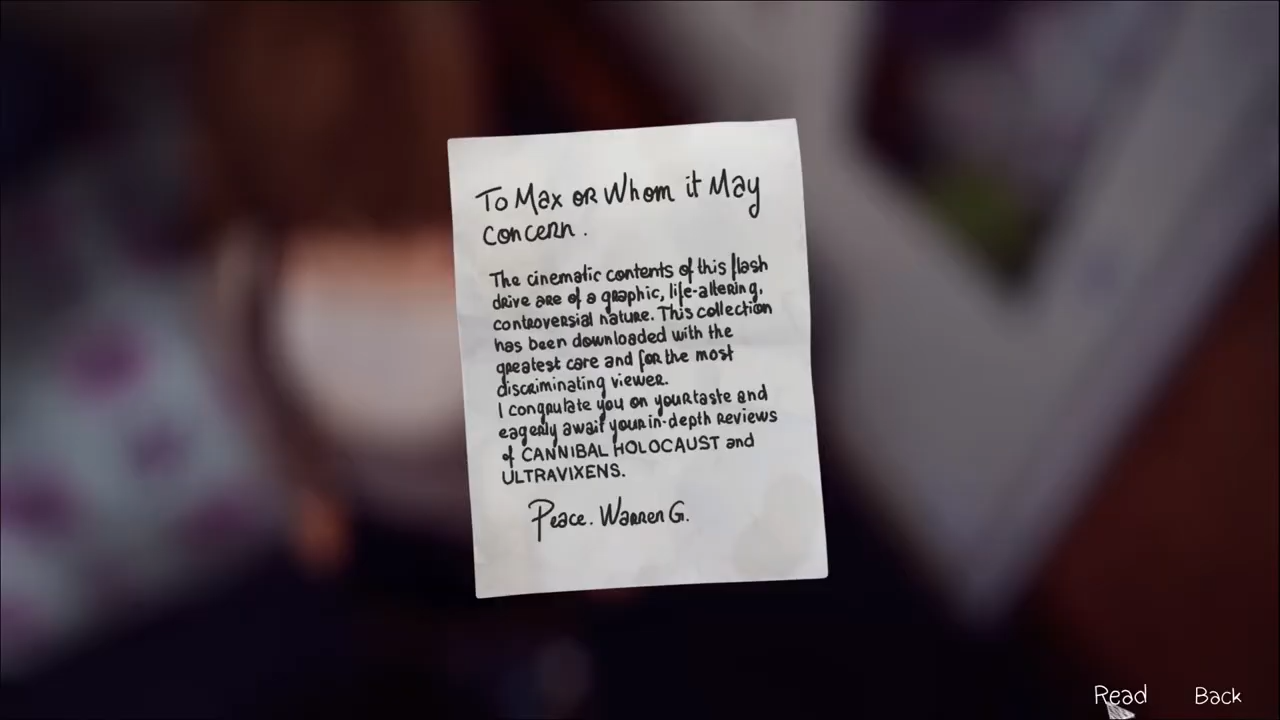 To Max or Whom it May
Concern.
The cinematic contents of this flash
drive are of a graphic, life-altering,
controversial nature. This collection
has been downloaded with the
greatest care and for the most
discriminating viewer.
I congrulate you on your taste and
eagerly await your in-depth reviews
of CANNIBAL HOLOCAUST and
ULTRAVIXENS.
Peace. Warren G.
Read
Back